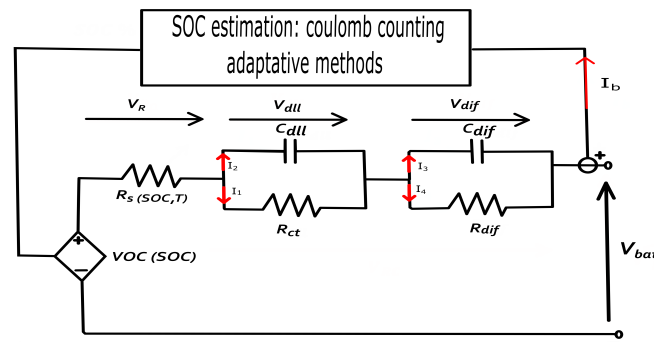 SOC estimation: coulomb counting
adaptative methods
I_b
V_R
V_dll
V_dif
C_dll
C_dif
I_2
I_3
I_1
I_4
R_s (SOC,T)
R_ct
R_dif
+
+
VOC (SOC)
−
V_bat